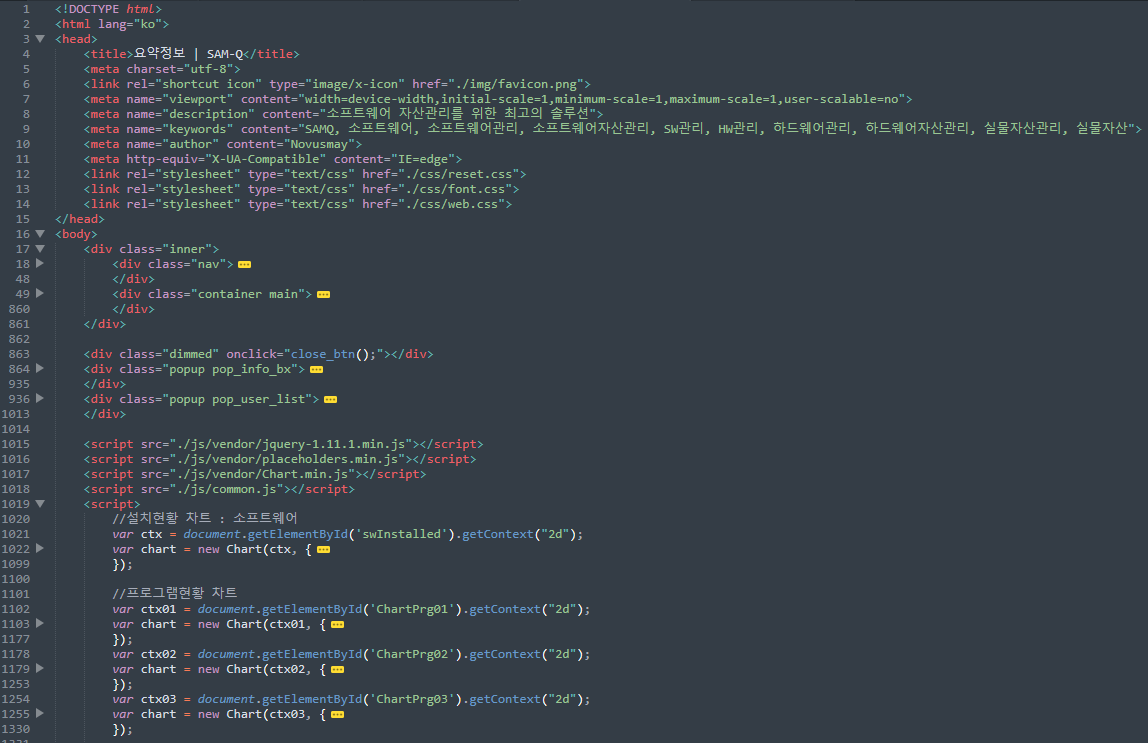 1 <!DOCTYPE html>
2 <html lang="ko">
3 <head>
4 <title>요약정보 | SAM-Q</title>
5 <meta charset="utf-8">
6 <link rel="shortcut icon" type="image/x-icon" href="./img/favicon.png">
7 <meta name="viewport" content="width=device-width,initial-scale=1,minimum-scale=1,maximum-scale=1,user-scalable=no">
8 <meta name="description" content="소프트웨어 자산관리를 위한 최고의 솔루션">
9 <meta name="keywords" content="SAMQ, 소프트웨어, 소프트웨어관리, 소프트웨어자산관리, SW관리, HW관리, 하드웨어관리, 하드웨어자산관리, 실물자산관리, 실물자산">
10 <meta name="author" content="Novusmay">
11 <meta http-equiv="X-UA-Compatible" content="IE=edge">
12 <link rel="stylesheet" type="text/css" href="./css/reset.css">
13 <link rel="stylesheet" type="text/css" href="./css/font.css">
14 <link rel="stylesheet" type="text/css" href="./css/web.css">
15 </head>
16 <body>
17 <div class="inner">
18 <div class="nav">
48 </div>
49 <div class="container main">
860 </div>
861 </div>
862
863 <div class="dimmed" onclick="close_btn();"></div>
864 <div class="popup pop_info_bx">
935 </div>
936 <div class="popup pop_user_list">
1013 </div>
1014
1015 <script src="./js/vendor/jquery-1.11.1.min.js"></script>
1016 <script src="./js/vendor/placeholders.min.js"></script>
1017 <script src="./js/vendor/Chart.min.js"></script>
1018 <script src="./js/common.js"></script>
1019 <script>
1020 //설치현황 차트 : 소프트웨어
1021 var ctx = document.getElementById('swInstalled').getContext("2d");
1022 var chart = new Chart(ctx, {
1099 });
1100
1101 //프로그램현황 차트
1102 var ctx01 = document.getElementById('ChartPrg01').getContext("2d");
1103 var chart = new Chart(ctx01, {
1177 });
1178 var ctx02 = document.getElementById('ChartPrg02').getContext("2d");
1179 var chart = new Chart(ctx02, {
1253 });
1254 var ctx03 = document.getElementById('ChartPrg03').getContext("2d");
1255 var chart = new Chart(ctx03, {
1330 });